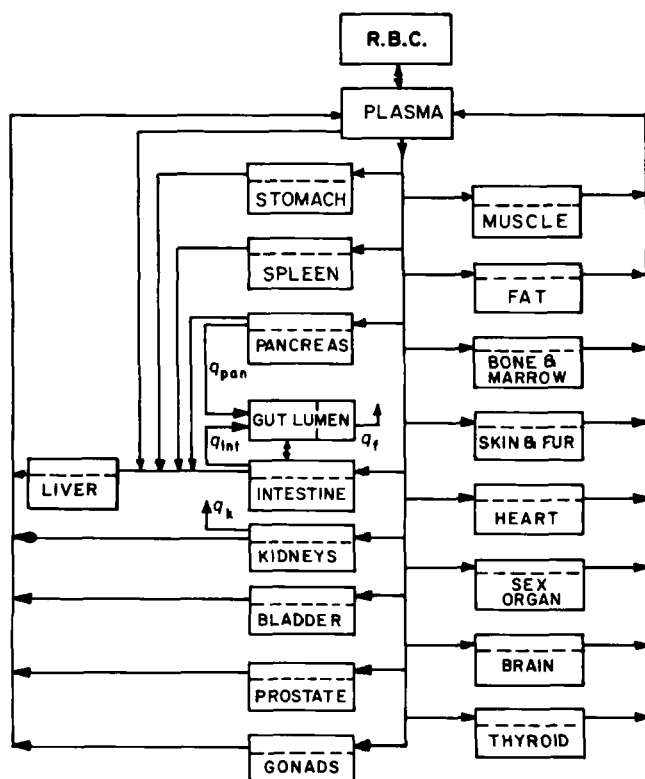 R.B.C.
PLASMA
STOMACH
SPLEEN
PANCREAS
q_pan
GUT LUMEN
q_int
q_f
INTESTINE
LIVER
q_k
KIDNEYS
BLADDER
PROSTATE
GONADS
MUSCLE
FAT
BONE &
MARROW
SKIN & FUR
HEART
SEX
ORGAN
BRAIN
THYROID